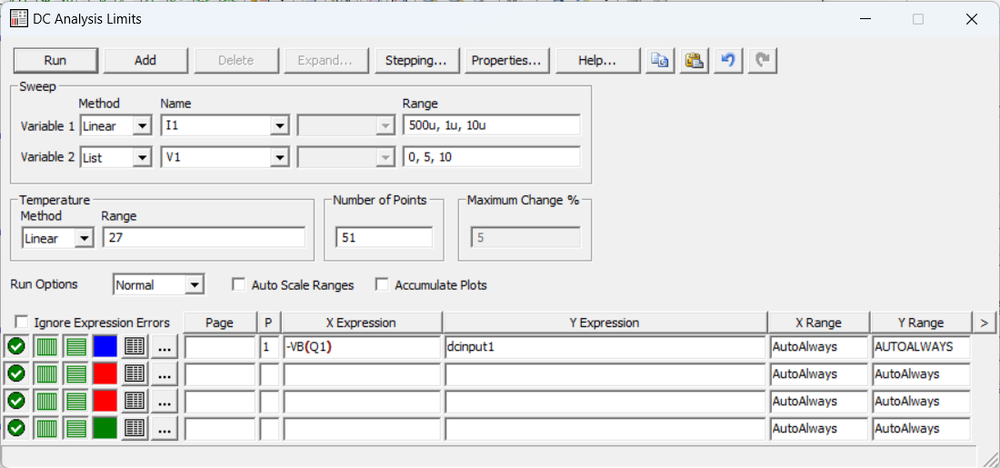 DC Analysis Limits
Run Add Delete Expand... Stepping... Properties... Help...
Sweep
Method Name Range
Variable 1 Linear I1 500u, 1u, 10u
Variable 2 List V1 0, 5, 10
Temperature Number of Points Maximum Change %
Method Range
Linear 27 51 5
Run Options Normal Auto Scale Ranges Accumulate Plots
Ignore Expression Errors Page P X Expression Y Expression X Range Y Range >
... 1 -VB(Q1) dcinput1 AutoAlways AUTOALWAYS
... AutoAlways AutoAlways
... AutoAlways AutoAlways
... AutoAlways AutoAlways